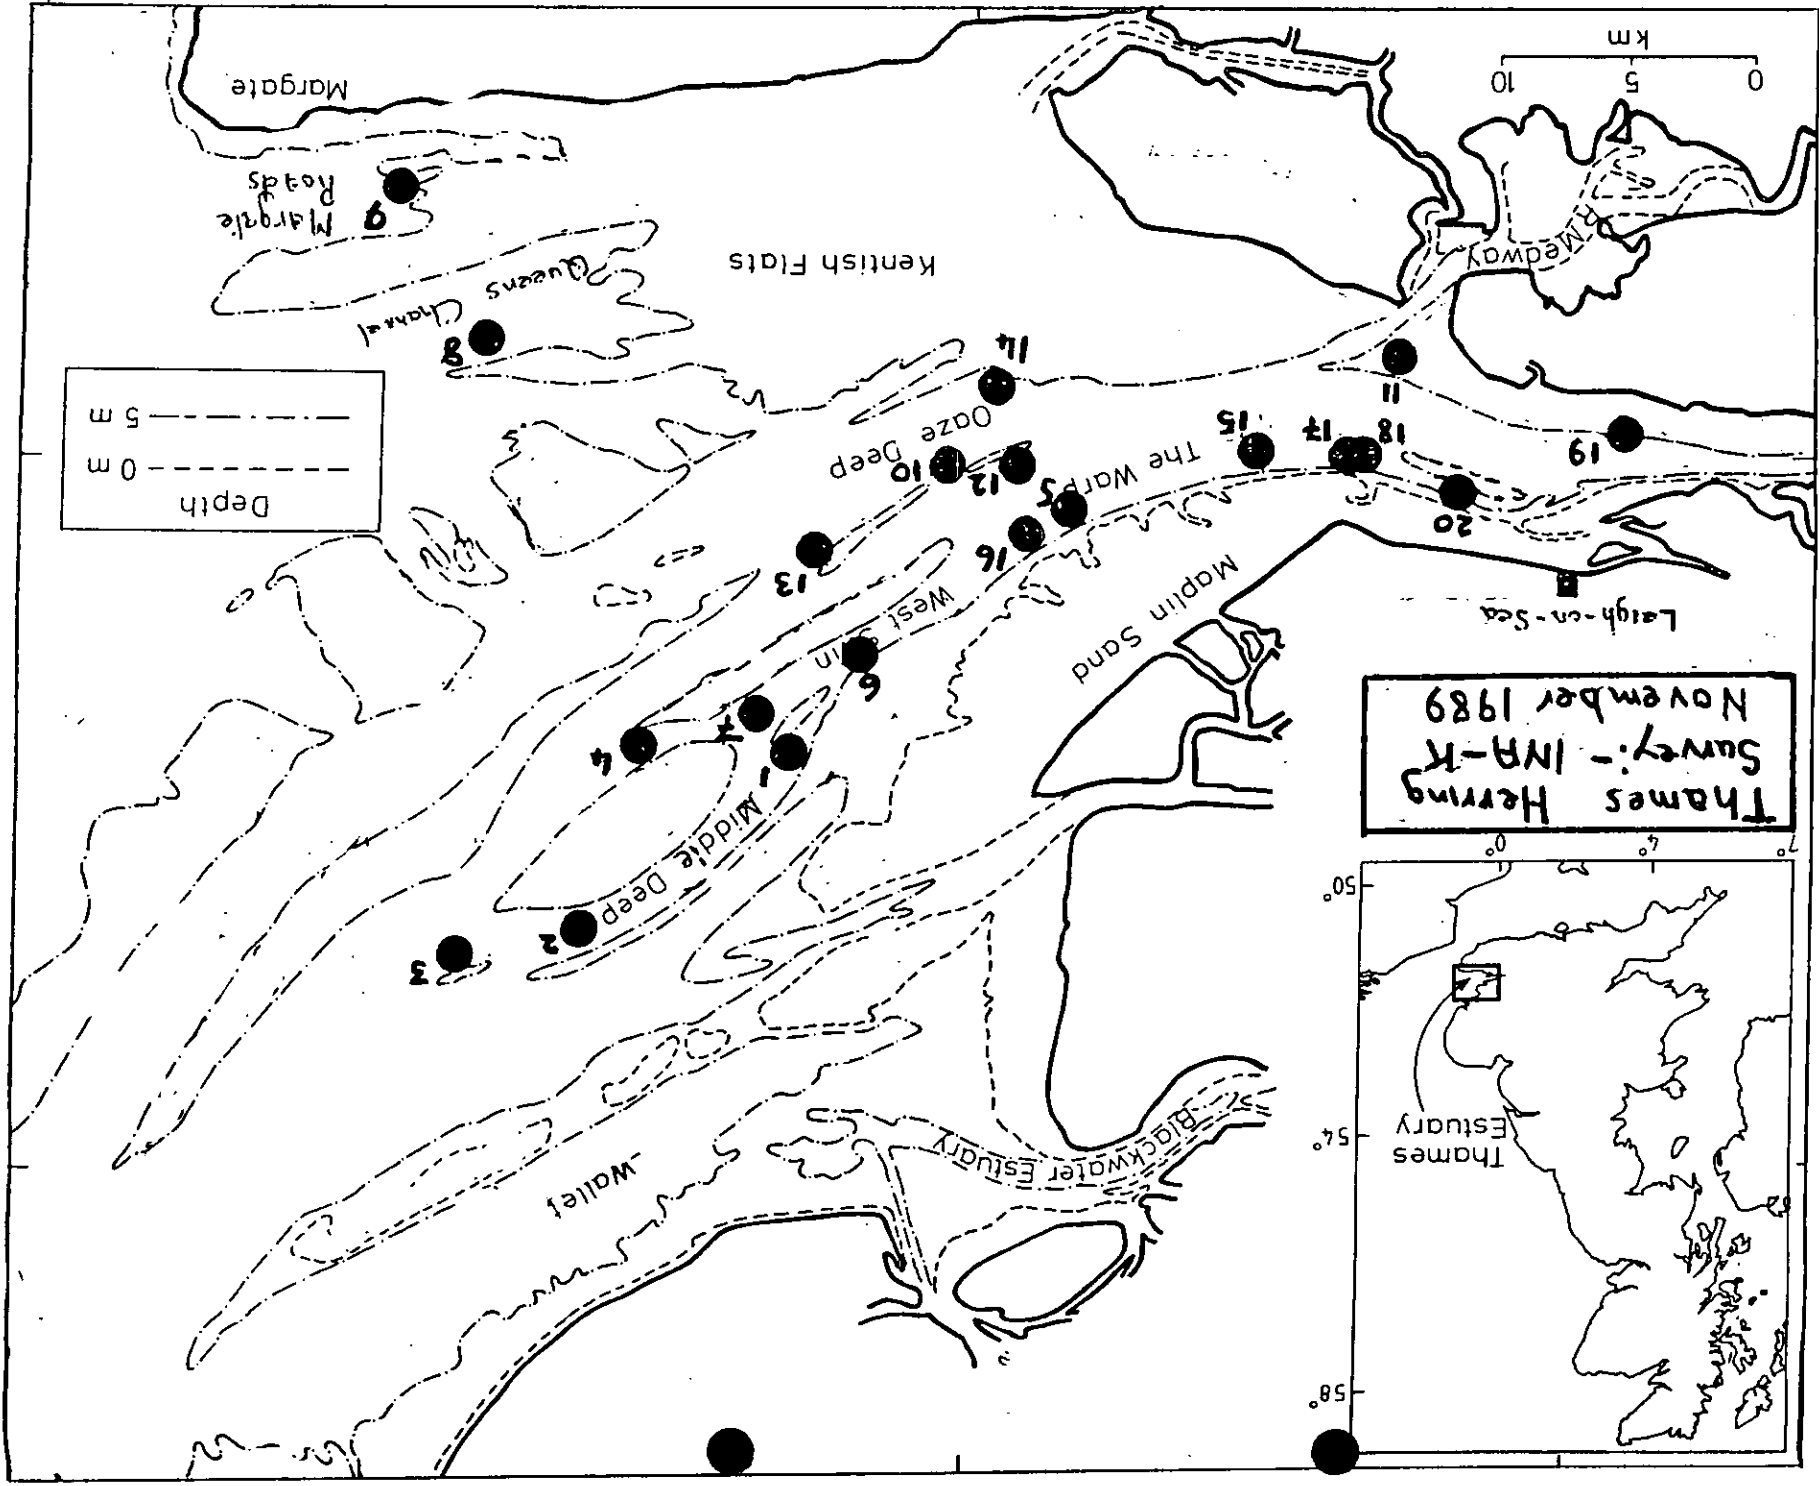 58°
54°
50°
7°
4°
0°
Thames
Estuary
Thames Herring
Survey:- INA-K
November 1989
Blackwater Estuary
Wallet
Middle Deep
West Swin
Maplin Sand
The Warp
Oaze Deep
Leigh-on-Sea
Kentish Flats
Queens Channel
Margate
Roads
Margate
R Medway
3
2
1
4
7
6
13
16
5
12
10
20
19
18
17
15
11
14
8
9
Depth
0 m
5 m
0 5 10
km